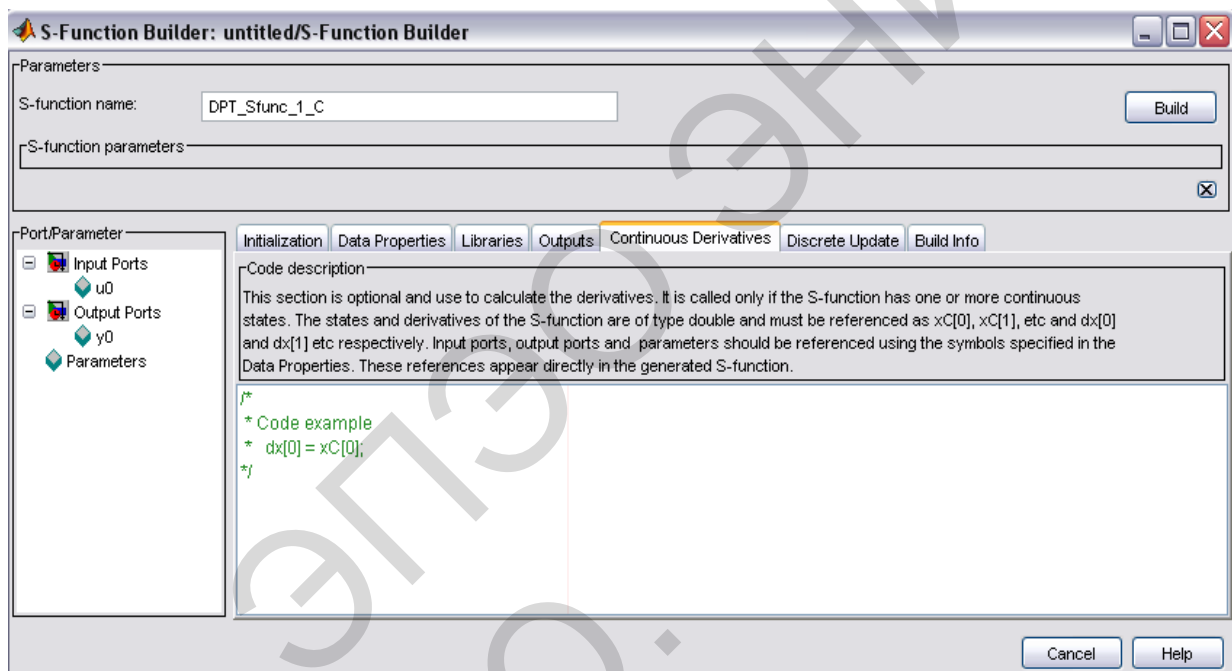 S-Function Builder: untitled/S-Function Builder
Parameters
S-function name:
DPT_Sfunc_1_C
Build
S-function parameters
Port/Parameter
Input Ports
u0
Output Ports
y0
Parameters
Initialization
Data Properties
Libraries
Outputs
Continuous Derivatives
Discrete Update
Build Info
Code description
This section is optional and use to calculate the derivatives. It is called only if the S-function has one or more continuous
states. The states and derivatives of the S-function are of type double and must be referenced as xC[0], xC[1], etc and dx[0]
and dx[1] etc respectively. Input ports, output ports and parameters should be referenced using the symbols specified in the
Data Properties. These references appear directly in the generated S-function.
/*
* Code example
* dx[0] = xC[0];
*/
Cancel
Help
ЭПЭО ЭНИ
О.